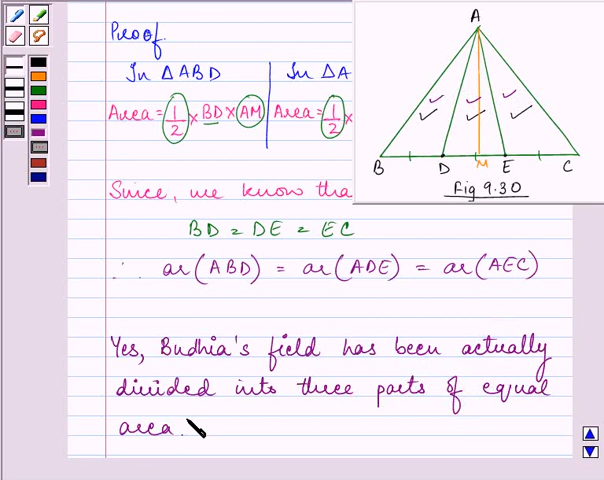 Proof.
In △ABD
In △A
Area = 1/2 × BD × AM
Area = 1/2 ×
Since, we know tha
BD = DE = EC
∴ ar(ABD) = ar(ADE) = ar(AEC)
Yes, Budhia's field has been actually
divided into three parts of equal
area.
A
B D M E C
Fig 9.30